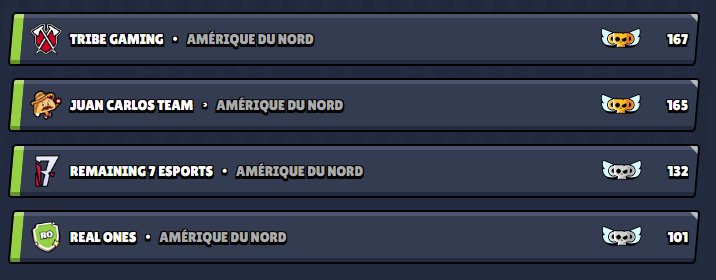 TRIBE GAMING • AMÉRIQUE DU NORD 167
JUAN CARLOS TEAM • AMÉRIQUE DU NORD 165
REMAINING 7 ESPORTS • AMÉRIQUE DU NORD 132
RO REAL ONES • AMÉRIQUE DU NORD 101